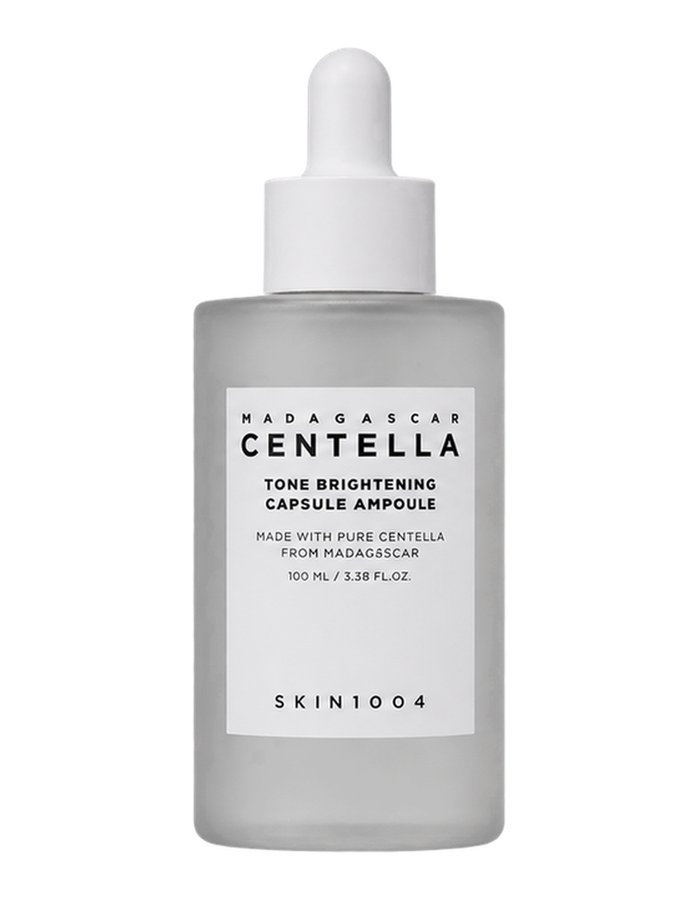 MADAGASCAR
CENTELLA
TONE BRIGHTENING
CAPSULE AMPOULE
MADE WITH PURE CENTELLA
FROM MADAGASCAR
100 ML / 3.38 FL.OZ.
SKIN1004